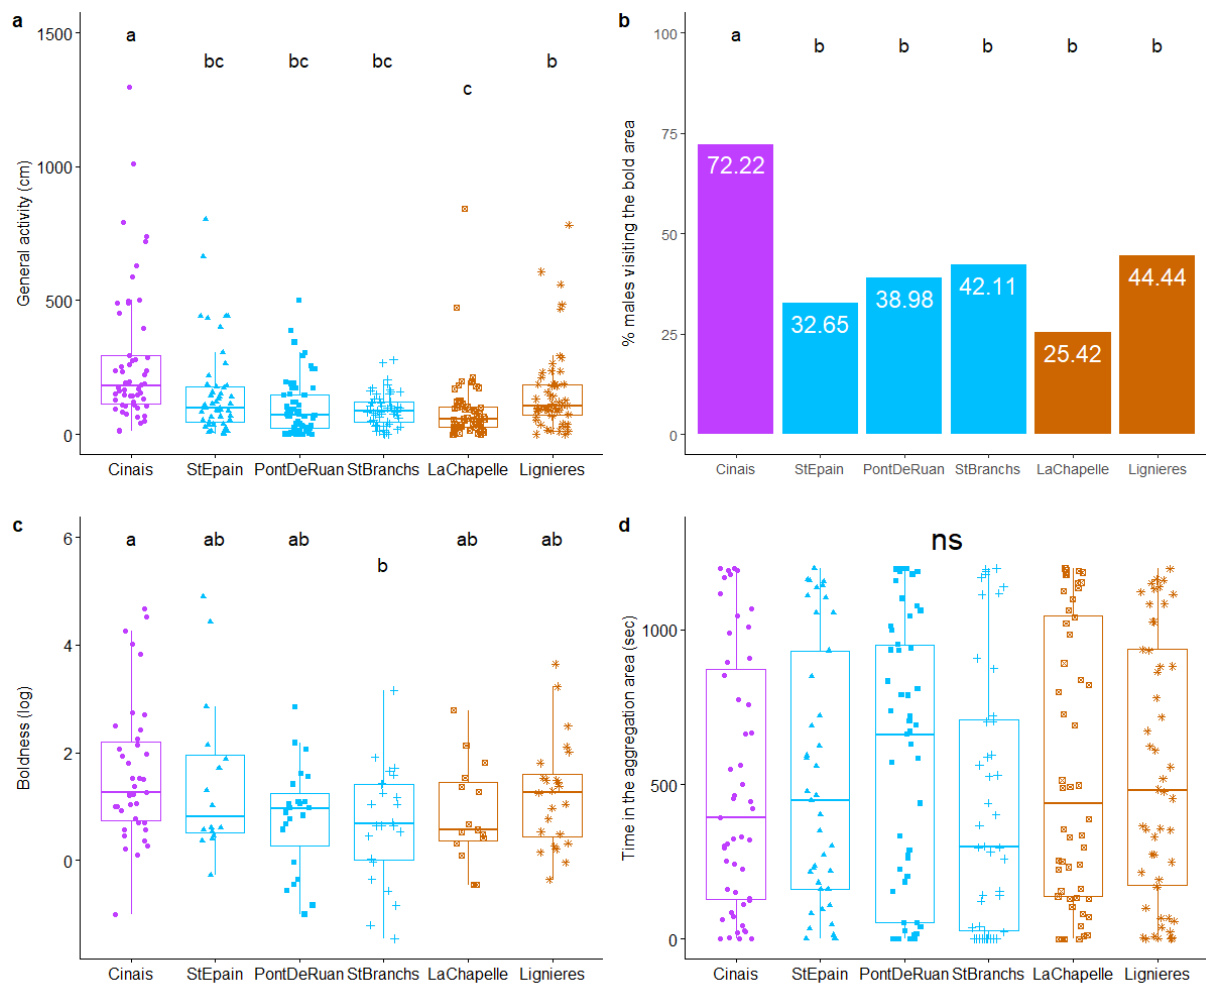 a
General activity (cm)
1500
1000
500
0
a
bc
bc
bc
c
b
Cinais
StEpain
PontDeRuan
StBranchs
LaChapelle
Lignieres
b
% males visiting the bold area
100
75
50
25
0
a
b
b
b
b
b
72.22
32.65
38.98
42.11
25.42
44.44
Cinais
StEpain
PontDeRuan
StBranchs
LaChapelle
Lignieres
c
Boldness (log)
6
4
2
0
a
ab
ab
b
ab
ab
Cinais
StEpain
PontDeRuan
StBranchs
LaChapelle
Lignieres
d
Time in the aggregation area (sec)
1000
500
0
ns
Cinais
StEpain
PontDeRuan
StBranchs
LaChapelle
Lignieres